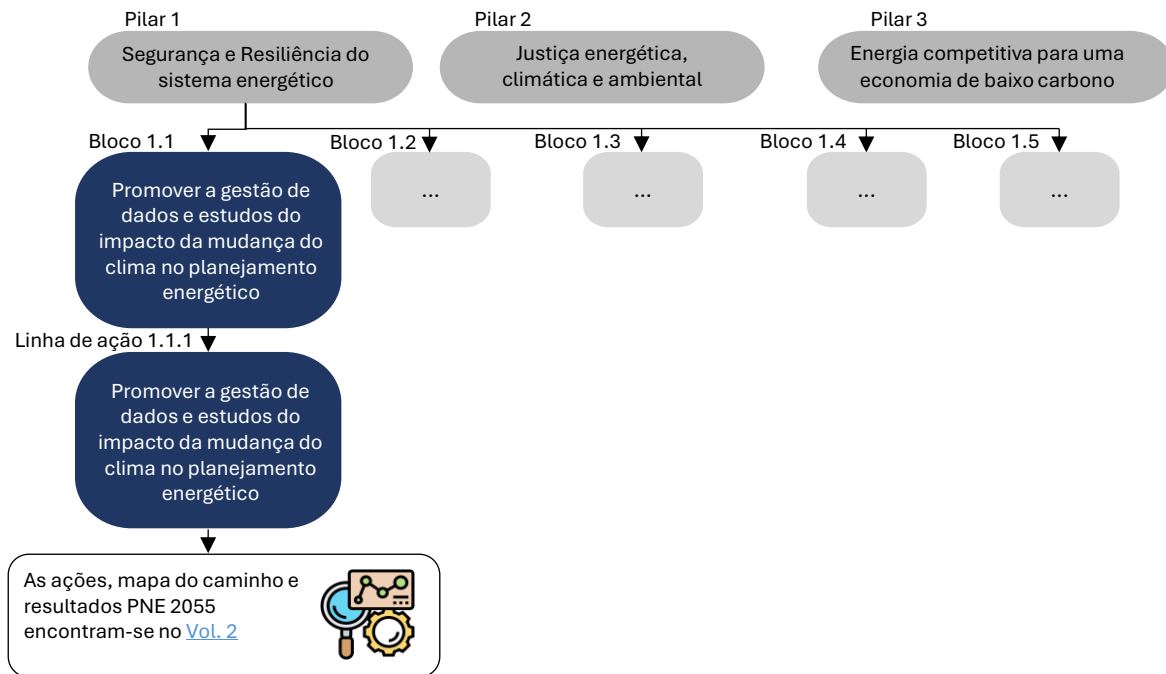 Pilar 1
Segurança e Resiliência do
sistema energético
Pilar 2
Justiça energética,
climática e ambiental
Pilar 3
Energia competitiva para uma
economia de baixo carbono
Bloco 1.1
Promover a gestão de
dados e estudos do
impacto da mudança do
clima no planejamento
energético
Bloco 1.2
...
Bloco 1.3
...
Bloco 1.4
...
Bloco 1.5
...
Linha de ação 1.1.1
Promover a gestão de
dados e estudos do
impacto da mudança do
clima no planejamento
energético
As ações, mapa do caminho e
resultados PNE 2055
encontram-se no Vol. 2